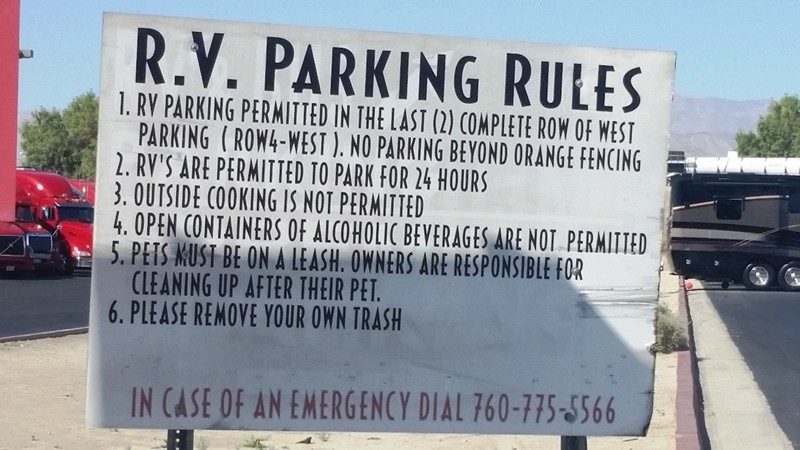 R.V. PARKING RULES
1. RV PARKING PERMITTED IN THE LAST (2) COMPLETE ROW OF WEST
PARKING ( ROW4-WEST ). NO PARKING BEYOND ORANGE FENCING
2. RV'S ARE PERMITTED TO PARK FOR 24 HOURS
3. OUTSIDE COOKING IS NOT PERMITTED
4. OPEN CONTAINERS OF ALCOHOLIC BEVERAGES ARE NOT PERMITTED
5. PETS MUST BE ON A LEASH. OWNERS ARE RESPONSIBLE FOR
CLEANING UP AFTER THEIR PET.
6. PLEASE REMOVE YOUR OWN TRASH
IN CASE OF AN EMERGENCY DIAL 760-775-5566